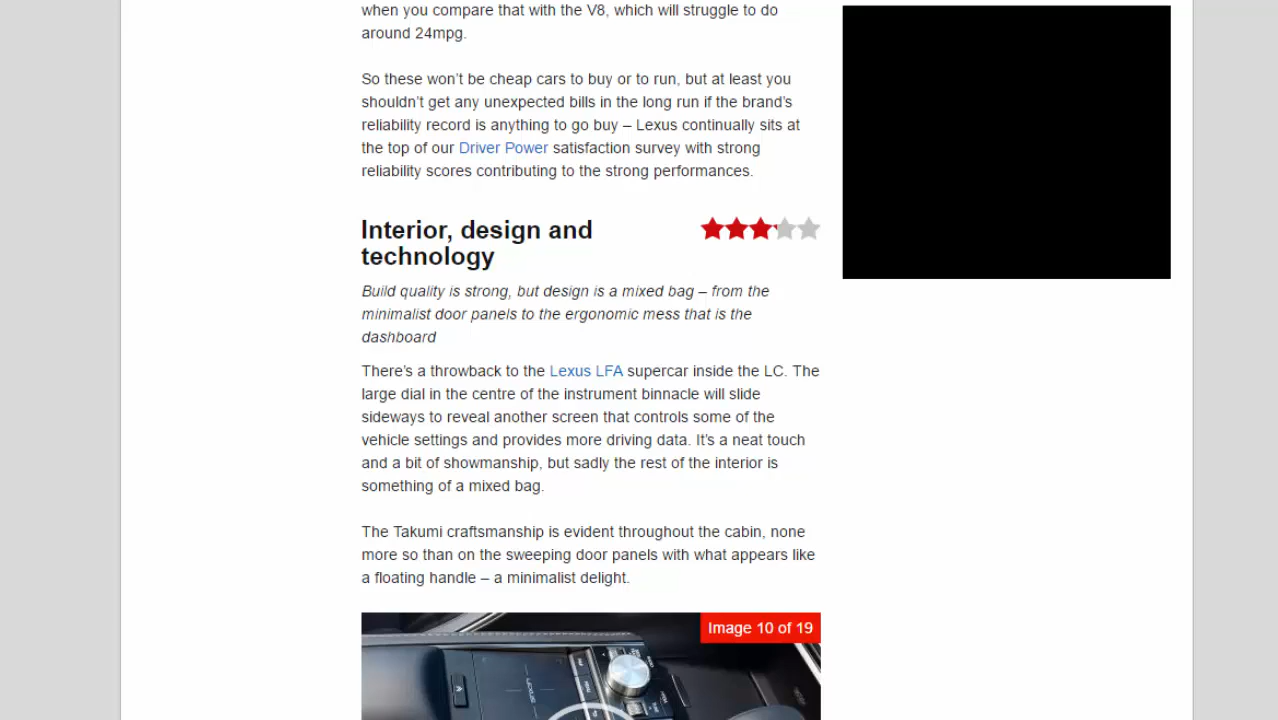 when you compare that with the V8, which will struggle to do
around 24mpg.
So these won’t be cheap cars to buy or to run, but at least you
shouldn’t get any unexpected bills in the long run if the brand’s
reliability record is anything to go buy – Lexus continually sits at
the top of our Driver Power satisfaction survey with strong
reliability scores contributing to the strong performances.
Interior, design and
technology
Build quality is strong, but design is a mixed bag – from the
minimalist door panels to the ergonomic mess that is the
dashboard
There’s a throwback to the Lexus LFA supercar inside the LC. The
large dial in the centre of the instrument binnacle will slide
sideways to reveal another screen that controls some of the
vehicle settings and provides more driving data. It’s a neat touch
and a bit of showmanship, but sadly the rest of the interior is
something of a mixed bag.
The Takumi craftsmanship is evident throughout the cabin, none
more so than on the sweeping door panels with what appears like
a floating handle – a minimalist delight.
Image 10 of 19
LEXUS